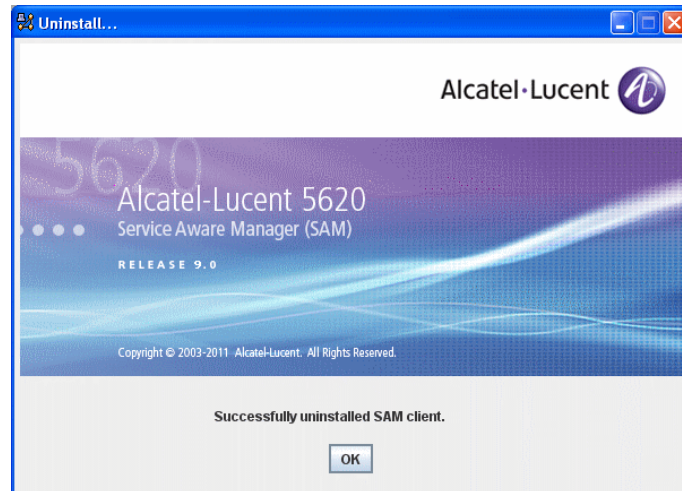 Uninstall...
Alcatel·Lucent
5620
Alcatel-Lucent 5620
Service Aware Manager (SAM)
RELEASE 9.0
Copyright © 2003-2011 Alcatel-Lucent. All Rights Reserved.
Successfully uninstalled SAM client.
OK